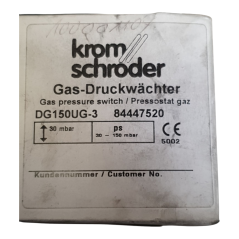 krom
schroder
Gas-Druckwächter
Gas pressure switch / Pressostat gaz
DG150UG-3 84447520
30 mbar
ps
30 – 150 mbar
CE
5002
Kundennummer / Customer No.